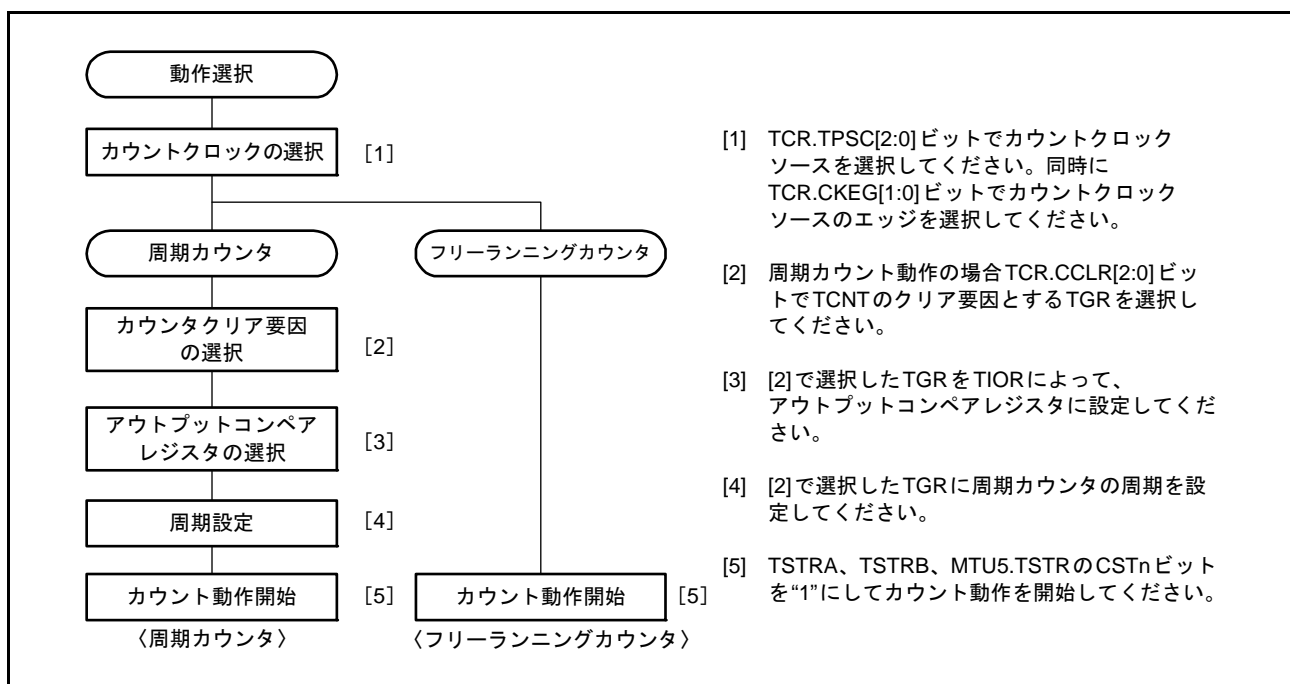 動作選択
カウントクロックの選択 [1]
周期カウンタ
フリーランニングカウンタ
カウンタクリア要因
の選択
[2]
アウトプットコンペア
レジスタの選択
[3]
周期設定 [4]
カウント動作開始 [5]
カウント動作開始 [5]
〈周期カウンタ〉
〈フリーランニングカウンタ〉
[1] TCR.TPSC[2:0]ビットでカウントクロック
ソースを選択してください。同時に
TCR.CKEG[1:0]ビットでカウントクロック
ソースのエッジを選択してください。
[2] 周期カウント動作の場合TCR.CCLR[2:0]ビッ
トでTCNTのクリア要因とするTGRを選択し
てください。
[3] [2]で選択したTGRをTIORによって、
アウトプットコンペアレジスタに設定してくだ
さい。
[4] [2]で選択したTGRに周期カウンタの周期を設
定してください。
[5] TSTRA、TSTRB、MTU5.TSTRのCSTnビット
を“1”にしてカウント動作を開始してください。